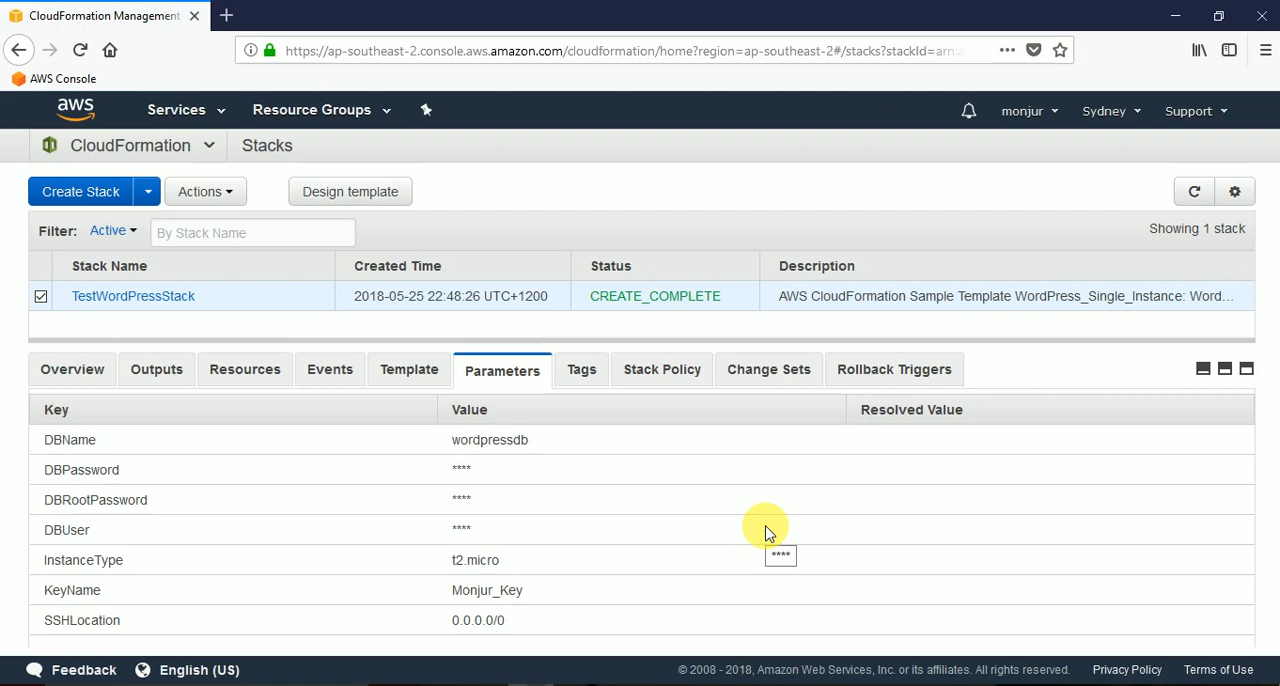 CloudFormation Management
https://ap-southeast-2.console.aws.amazon.com/cloudformation/home?region=ap-southeast-2#/stacks?stackId=arn:
AWS Console
aws Services Resource Groups monjur Sydney Support
CloudFormation Stacks
Create Stack Actions Design template
Filter: Active By Stack Name Showing 1 stack
Stack Name Created Time Status Description
TestWordPressStack 2018-05-25 22:48:26 UTC+1200 CREATE_COMPLETE AWS CloudFormation Sample Template WordPress_Single_Instance: Word...
Overview Outputs Resources Events Template Parameters Tags Stack Policy Change Sets Rollback Triggers
Key Value Resolved Value
DBName wordpressdb
DBPassword ****
DBRootPassword ****
DBUser ****
****
InstanceType t2.micro
KeyName Monjur_Key
SSHLocation 0.0.0.0/0
Feedback English (US) © 2008 - 2018, Amazon Web Services, Inc. or its affiliates. All rights reserved. Privacy Policy Terms of Use